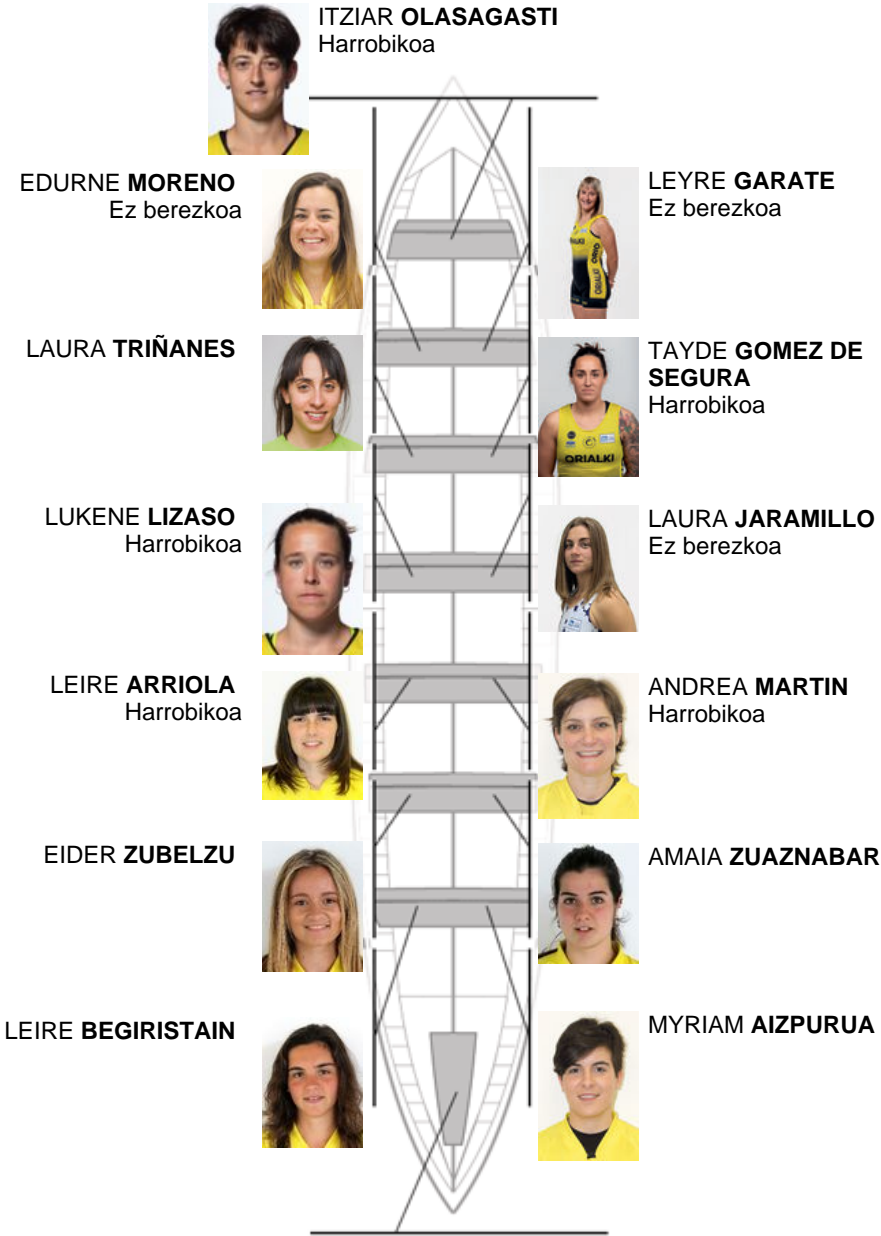 ITZIAR OLASAGASTI
Harrobikoa
EDURNE MORENO
Ez berezkoa
LEYRE GARATE
Ez berezkoa
ORIALKI
LAURA TRIÑANES
TAYDE GOMEZ DE
SEGURA
Harrobikoa
ORIALKI
LUKENE LIZASO
Harrobikoa
LAURA JARAMILLO
Ez berezkoa
LEIRE ARRIOLA
Harrobikoa
ANDREA MARTIN
Harrobikoa
EIDER ZUBELZU
AMAIA ZUAZNABAR
LEIRE BEGIRISTAIN
MYRIAM AIZPURUA